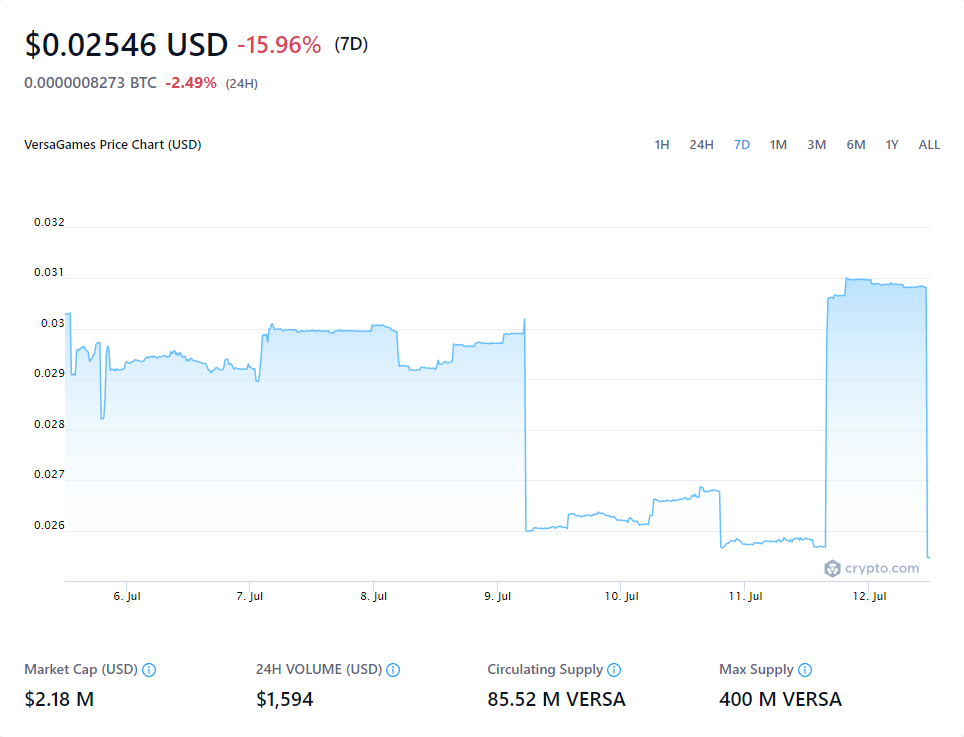 $0.02546 USD -15.96% (7D)
0.0000008273 BTC -2.49% (24H)
VersaGames Price Chart (USD) 1H 24H 7D 1M 3M 6M 1Y ALL
0.032
0.031
0.03
0.029
0.028
0.027
0.026
crypto.com
6. Jul 7. Jul 8. Jul 9. Jul 10. Jul 11. Jul 12. Jul
Market Cap (USD) 24H VOLUME (USD) Circulating Supply Max Supply
$2.18 M $1,594 85.52 M VERSA 400 M VERSA